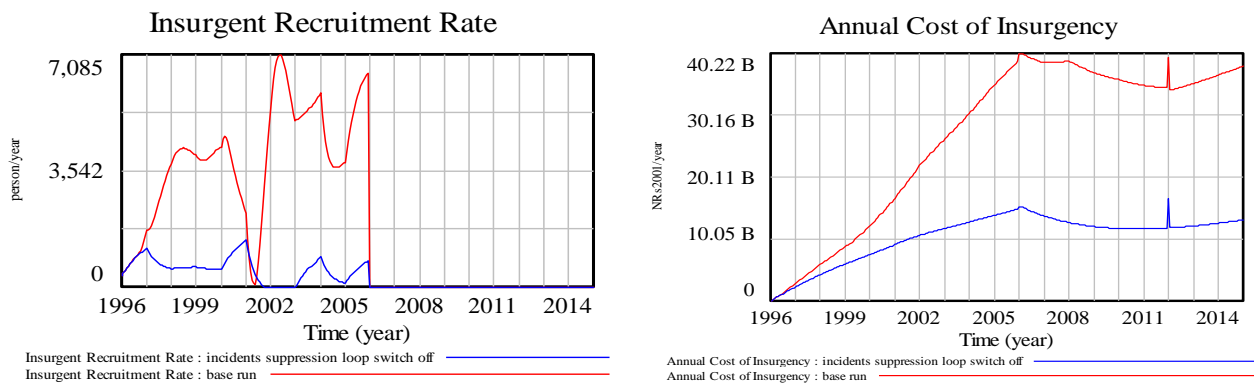 Insurgent Recruitment Rate
7,085
3,542
0
person/year
1996 1999 2002 2005 2008 2011 2014
Time (year)
Insurgent Recruitment Rate : incidents suppression loop switch off
Insurgent Recruitment Rate : base run
Annual Cost of Insurgency
40.22 B
30.16 B
20.11 B
10.05 B
0
NRs2001/year
1996 1999 2002 2005 2008 2011 2014
Time (year)
Annual Cost of Insurgency : incidents suppression loop switch off
Annual Cost of Insurgency : base run